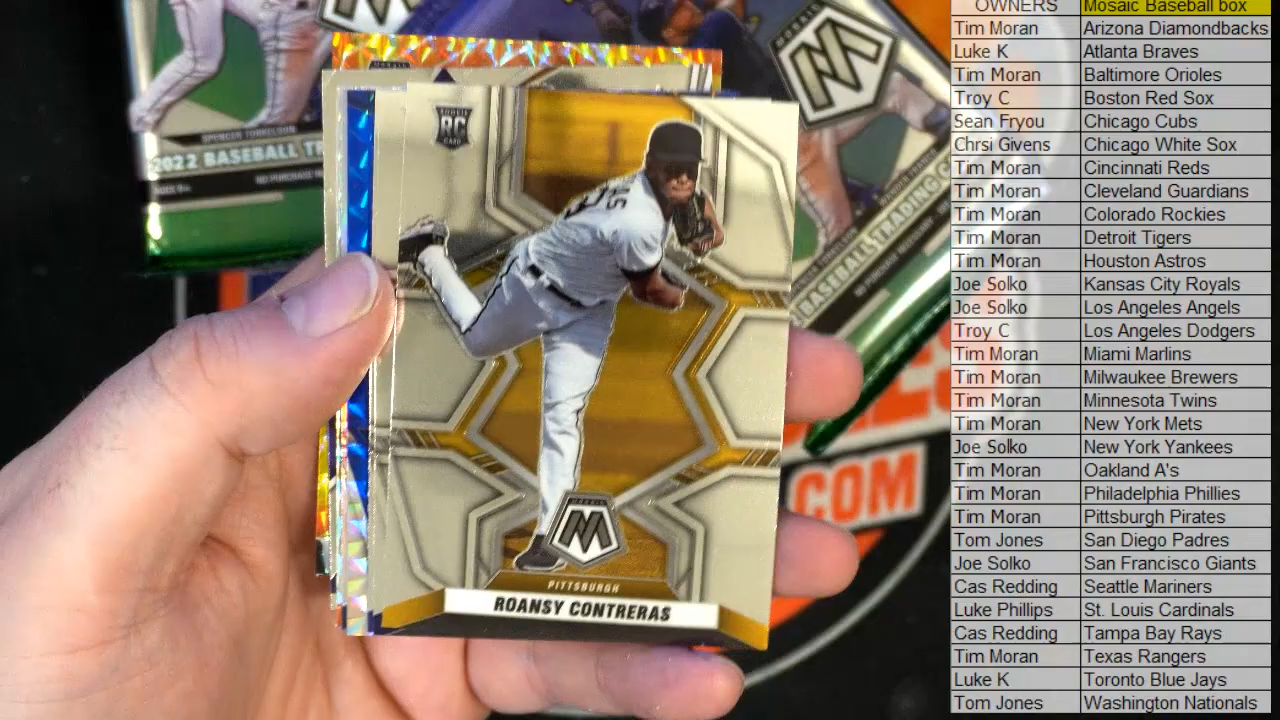 OWNERS Mosaic Baseball box
Tim Moran Arizona Diamondbacks
Luke K Atlanta Braves
Tim Moran Baltimore Orioles
Troy C Boston Red Sox
Sean Fryou Chicago Cubs
Chrsi Givens Chicago White Sox
Tim Moran Cincinnati Reds
Tim Moran Cleveland Guardians
Tim Moran Colorado Rockies
Tim Moran Detroit Tigers
Tim Moran Houston Astros
Joe Solko Kansas City Royals
Joe Solko Los Angeles Angels
Troy C Los Angeles Dodgers
Tim Moran Miami Marlins
Tim Moran Milwaukee Brewers
Tim Moran Minnesota Twins
Tim Moran New York Mets
Joe Solko New York Yankees
Tim Moran Oakland A's
Tim Moran Philadelphia Phillies
Tim Moran Pittsburgh Pirates
Tom Jones San Diego Padres
Joe Solko San Francisco Giants
Cas Redding Seattle Mariners
Luke Phillips St. Louis Cardinals
Cas Redding Tampa Bay Rays
Tim Moran Texas Rangers
Luke K Toronto Blue Jays
Tom Jones Washington Nationals
SPENCER TORKELSON
2022 BASEBALL TR
NO PURCHASE
MOSAIC
BASEBALL TRADING C
ROOKIE
RC
CARD
MOSAIC
M
PITTSBURGH
ROANSY CONTRERAS
.COM